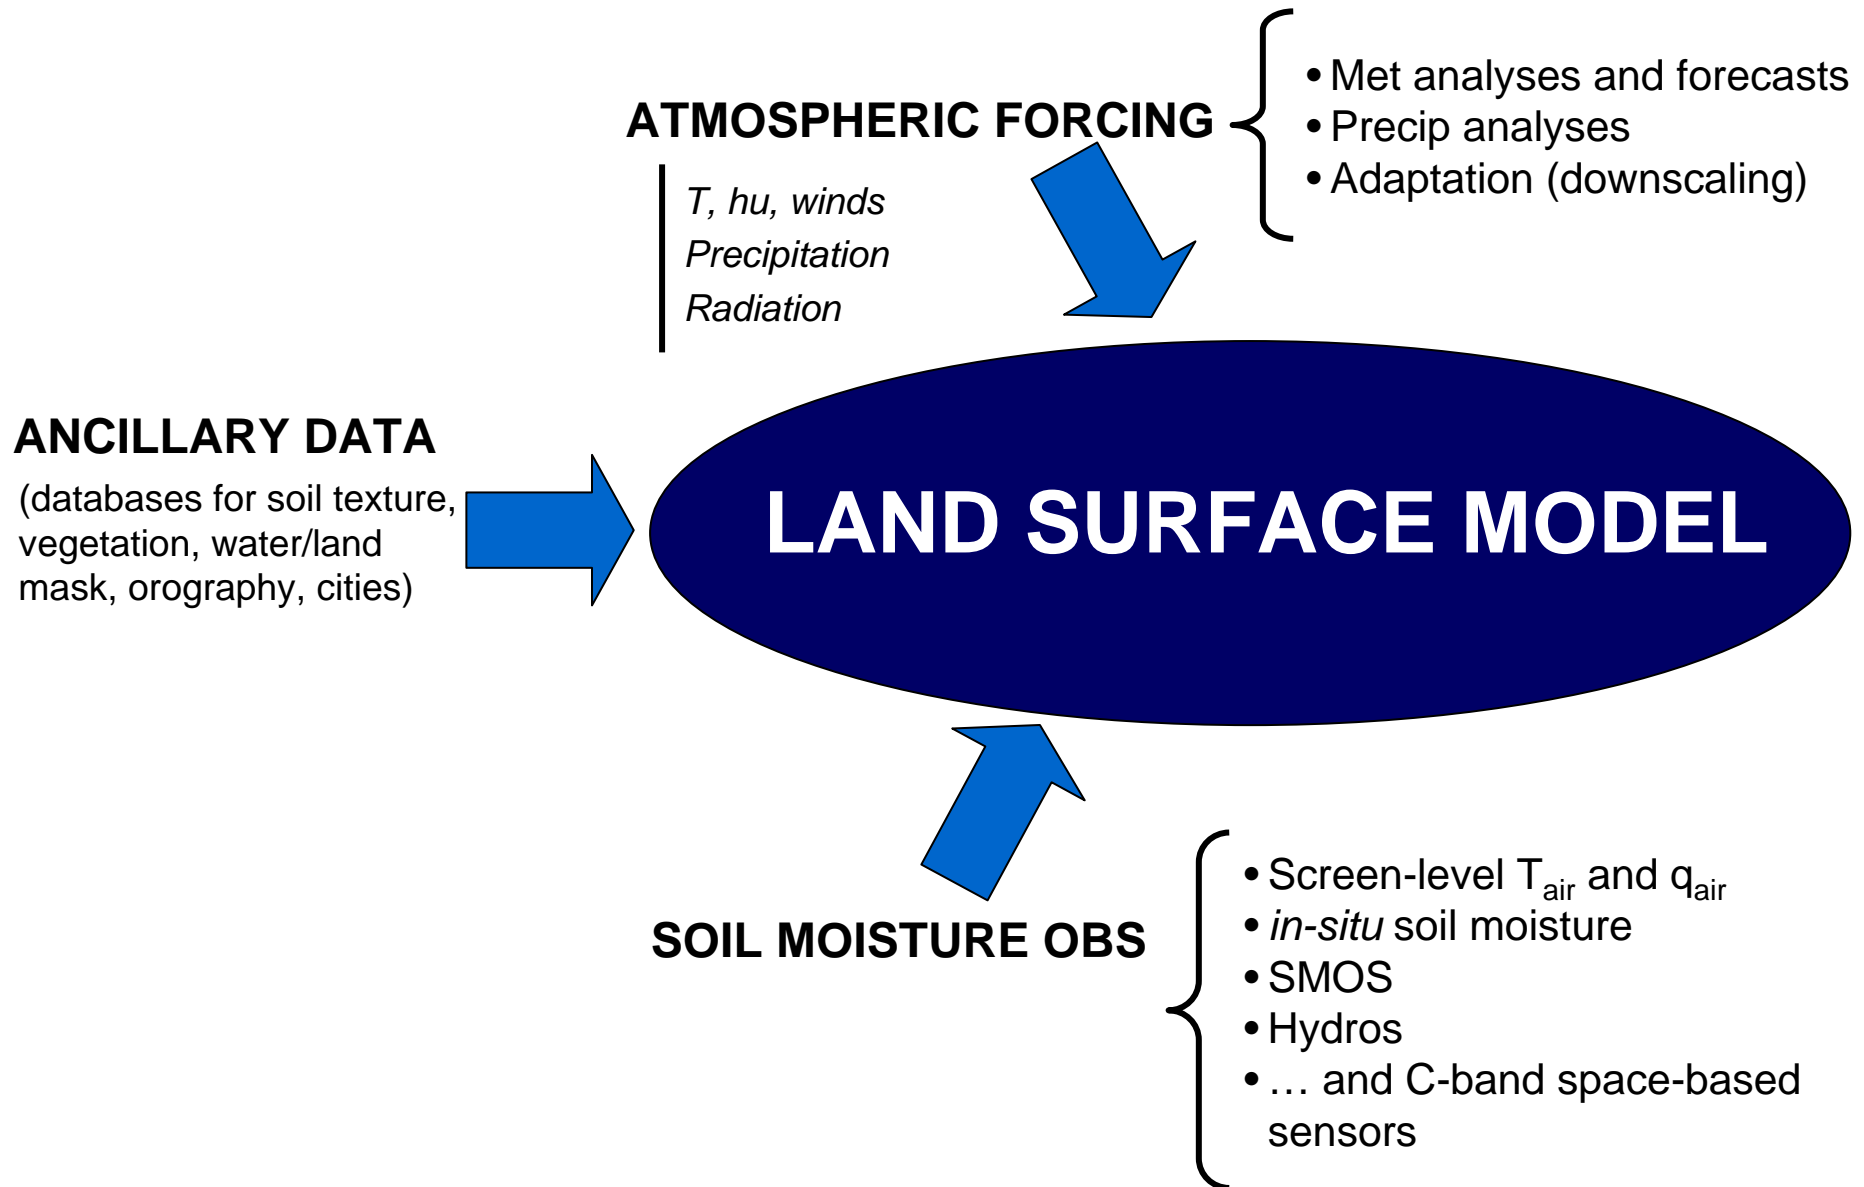 ATMOSPHERIC FORCING
• Met analyses and forecasts
• Precip analyses
• Adaptation (downscaling)
T, hu, winds
Precipitation
Radiation
ANCILLARY DATA
(databases for soil texture,
vegetation, water/land
mask, orography, cities)
LAND SURFACE MODEL
SOIL MOISTURE OBS
• Screen-level Tair and qair
• in-situ soil moisture
• SMOS
• Hydros
• … and C-band space-based
sensors